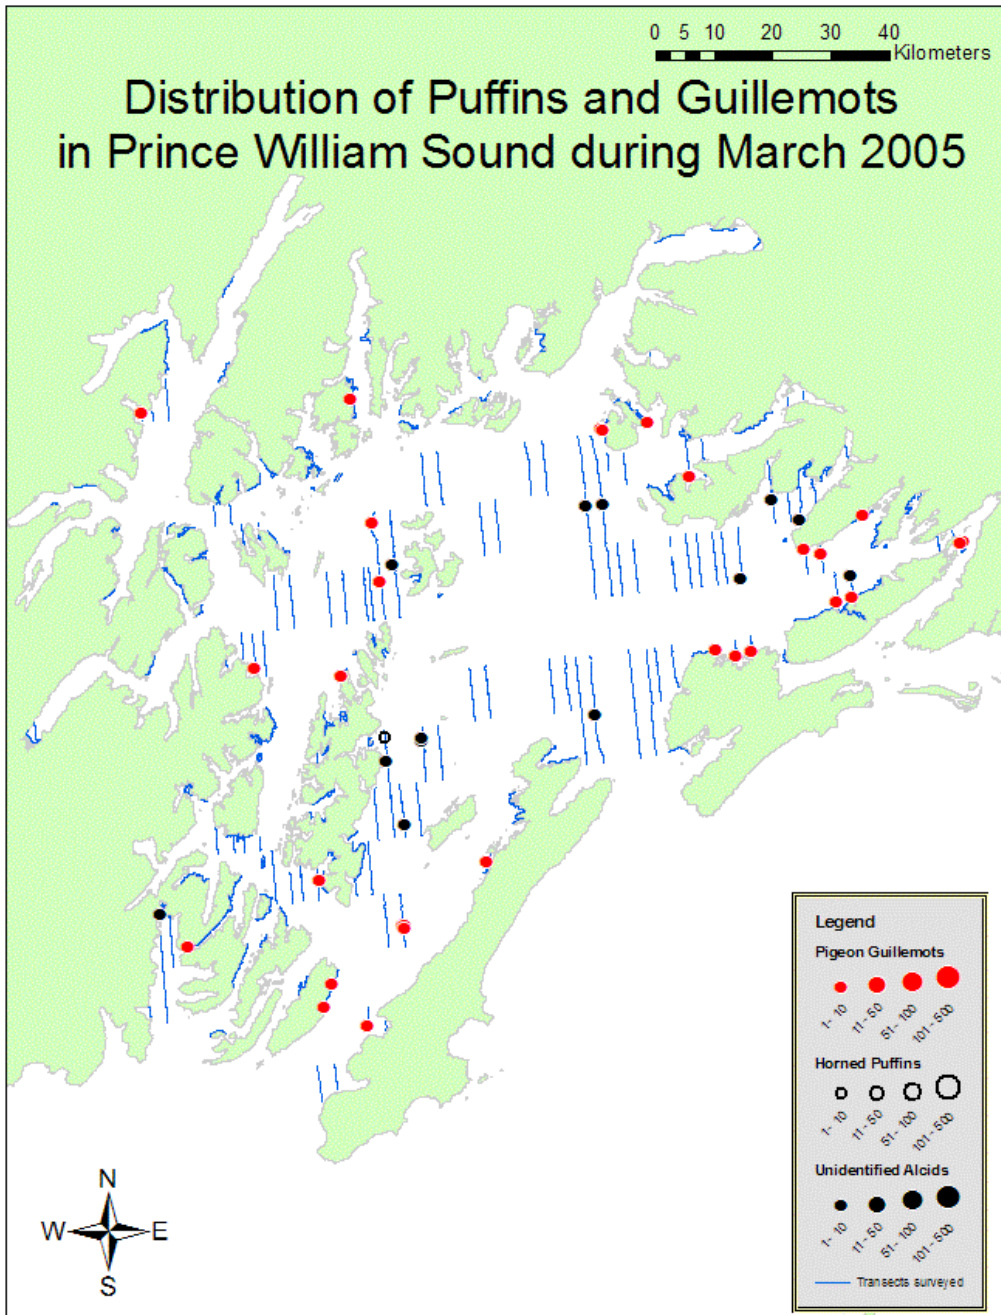 0 5 10 20 30 40
Kilometers
Distribution of Puffins and Guillemots
in Prince William Sound during March 2005
N
W E
S
Legend
Pigeon Guillemots
1 - 10 11 - 50 51 - 100 101 - 500
Horned Puffins
1 - 10 11 - 50 51 - 100 101 - 500
Unidentified Alcids
1 - 10 11 - 50 51 - 100 101 - 500
Transects surveyed